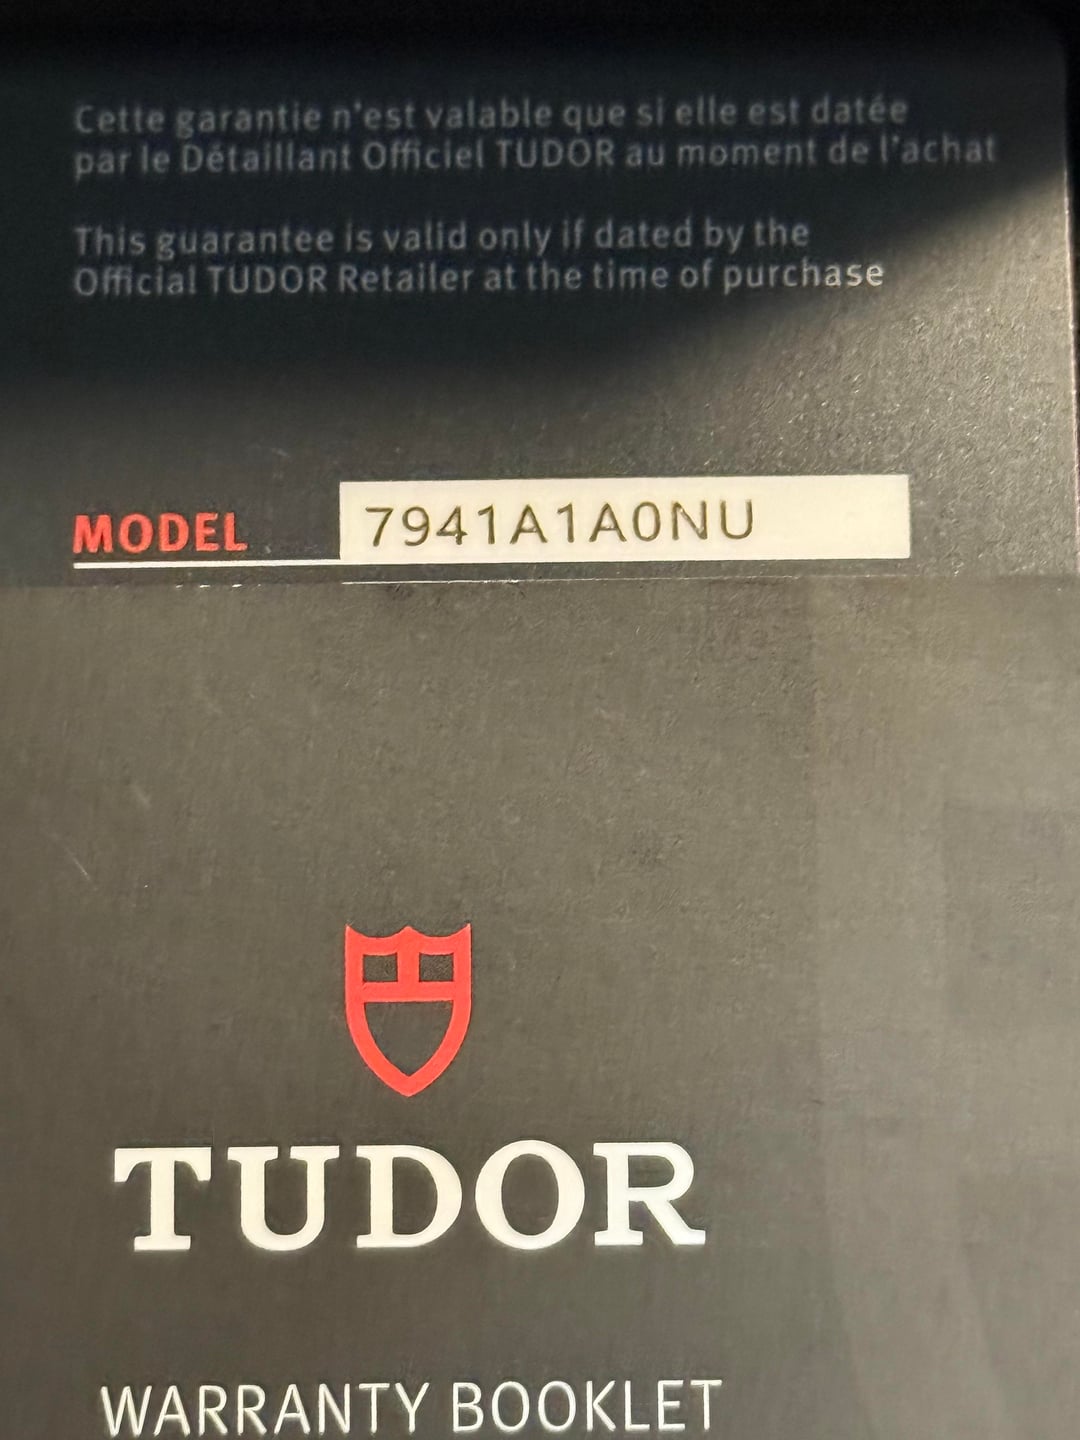 Cette garantie n'est valable que si elle est datée
par le Détaillant Officiel TUDOR au moment de l'achat
This guarantee is valid only if dated by the
Official TUDOR Retailer at the time of purchase
MODEL 7941A1A0NU
TUDOR
WARRANTY BOOKLET